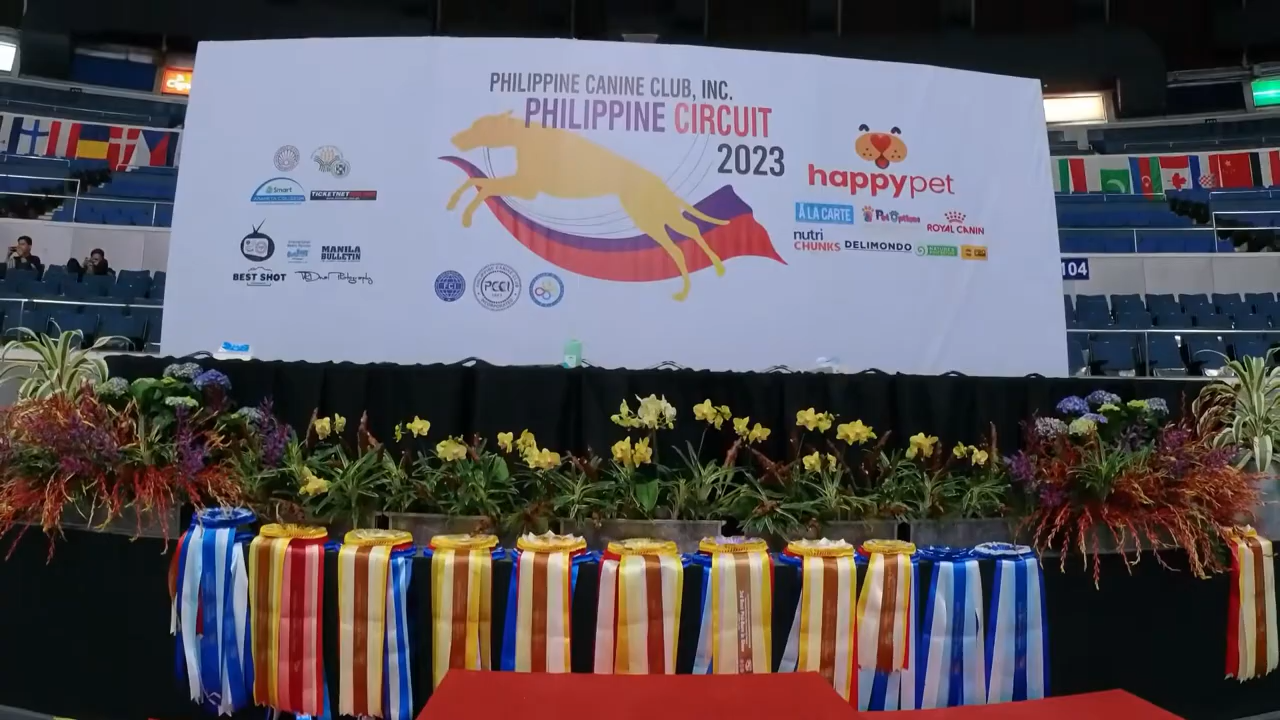 PHILIPPINE CANINE CLUB, INC.
PHILIPPINE CIRCUIT
2023
Smart
TICKETNET
MANILA
BULLETIN
BEST SHOT
FCI
PCCI
happypet
À LA CARTE
Pet Options
ROYAL CANIN
nutri
CHUNKS
DELIMONDO
104